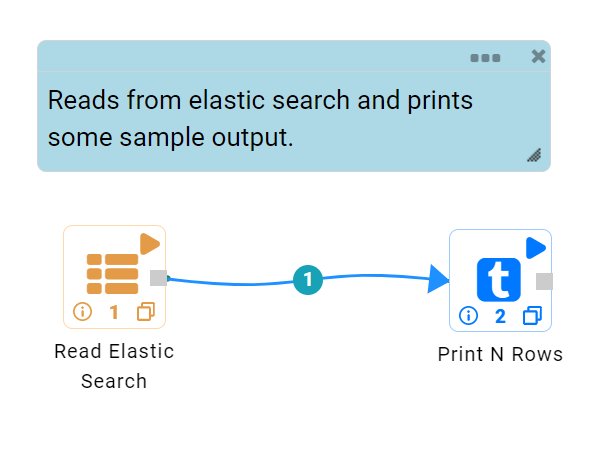 Reads from elastic search and prints
some sample output.
1
t
1
2
Read Elastic
Search
Print N Rows